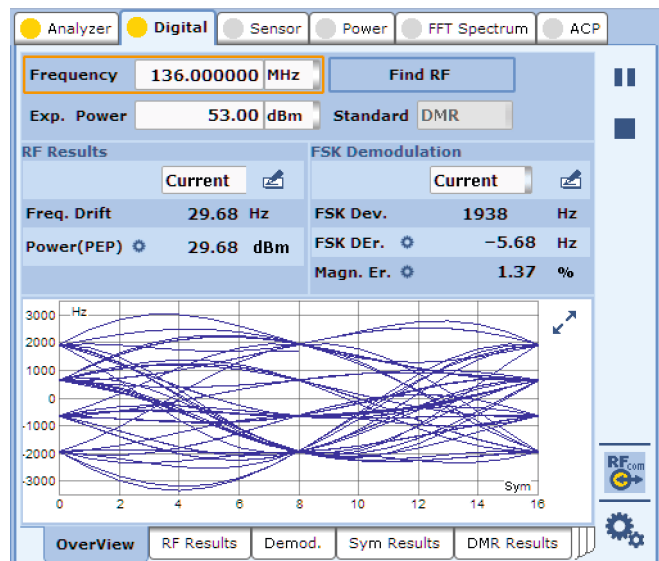 Analyzer Digital Sensor Power FFT Spectrum ACP
Frequency 136.000000 MHz Find RF
Exp. Power 53.00 dBm Standard DMR
RF Results FSK Demodulation
Current Current
Freq. Drift 29.68 Hz FSK Dev. 1938 Hz
Power(PEP) 29.68 dBm FSK DEr. -5.68 Hz
Magn. Er. 1.37 %
Hz
3000
2000
1000
0
-1000
-2000
-3000
Sym
0 2 4 6 8 10 12 14 16
RF com
OverView RF Results Demod. Sym Results DMR Results